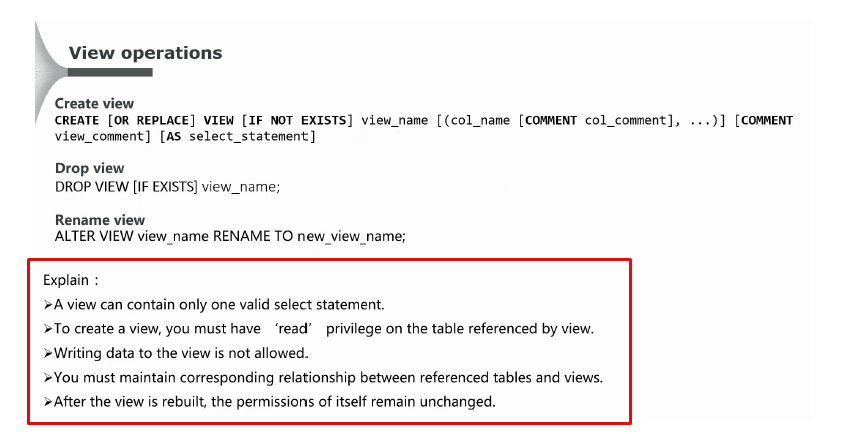 View operations
Create view
CREATE [OR REPLACE] VIEW [IF NOT EXISTS] view_name [(col_name [COMMENT col_comment], ...)] [COMMENT
view_comment] [AS select_statement]
Drop view
DROP VIEW [IF EXISTS] view_name;
Rename view
ALTER VIEW view_name RENAME TO new_view_name;
Explain :
➢A view can contain only one valid select statement.
➢To create a view, you must have ‘read’ privilege on the table referenced by view.
➢Writing data to the view is not allowed.
➢You must maintain corresponding relationship between referenced tables and views.
➢After the view is rebuilt, the permissions of itself remain unchanged.